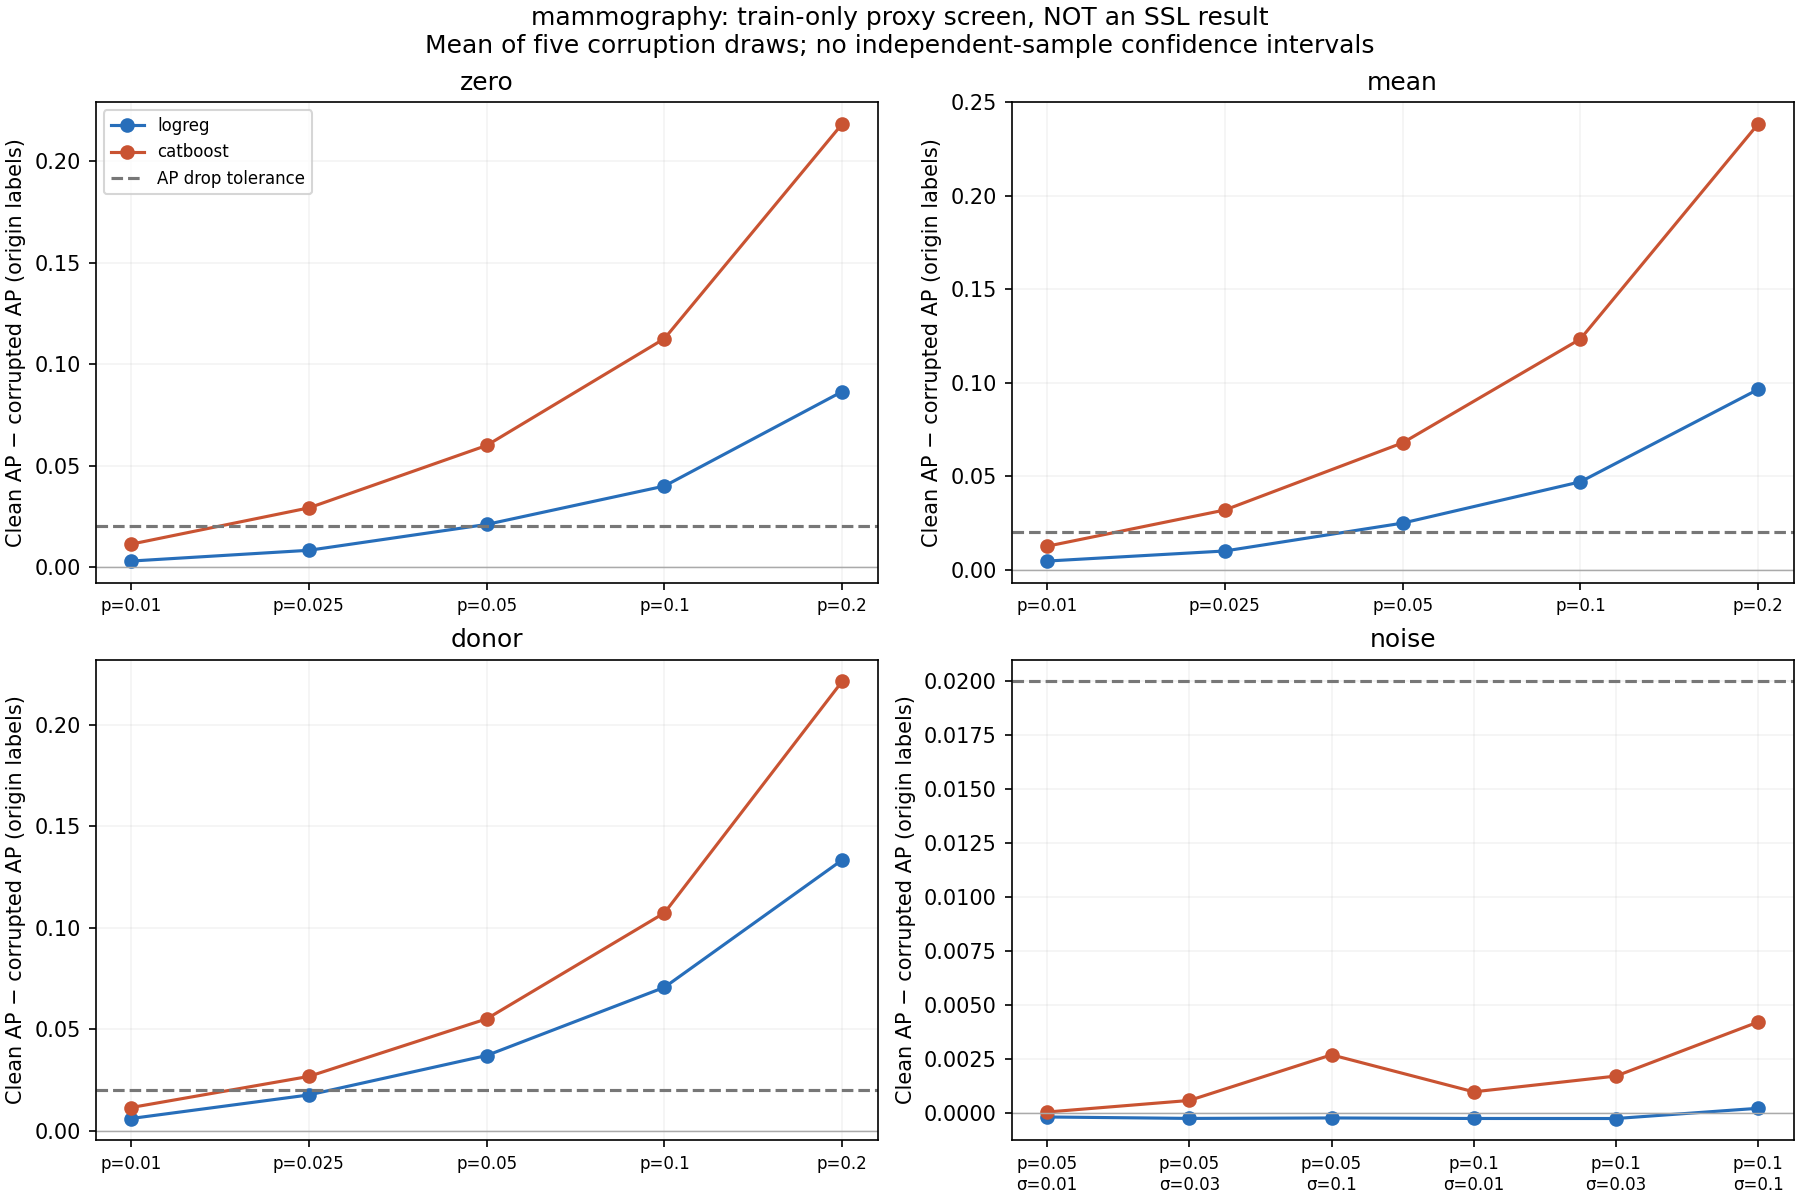 mammography: train-only proxy screen, NOT an SSL result
Mean of five corruption draws; no independent-sample confidence intervals
zero
Clean AP − corrupted AP (origin labels)
0.20
0.15
0.10
0.05
0.00
logreg
catboost
AP drop tolerance
p=0.01 p=0.025 p=0.05 p=0.1 p=0.2
mean
Clean AP − corrupted AP (origin labels)
0.25
0.20
0.15
0.10
0.05
0.00
p=0.01 p=0.025 p=0.05 p=0.1 p=0.2
donor
Clean AP − corrupted AP (origin labels)
0.20
0.15
0.10
0.05
0.00
p=0.01 p=0.025 p=0.05 p=0.1 p=0.2
noise
Clean AP − corrupted AP (origin labels)
0.0200
0.0175
0.0150
0.0125
0.0100
0.0075
0.0050
0.0025
0.0000
p=0.05 p=0.05 p=0.05 p=0.1 p=0.1 p=0.1
σ=0.01 σ=0.03 σ=0.1 σ=0.01 σ=0.03 σ=0.1